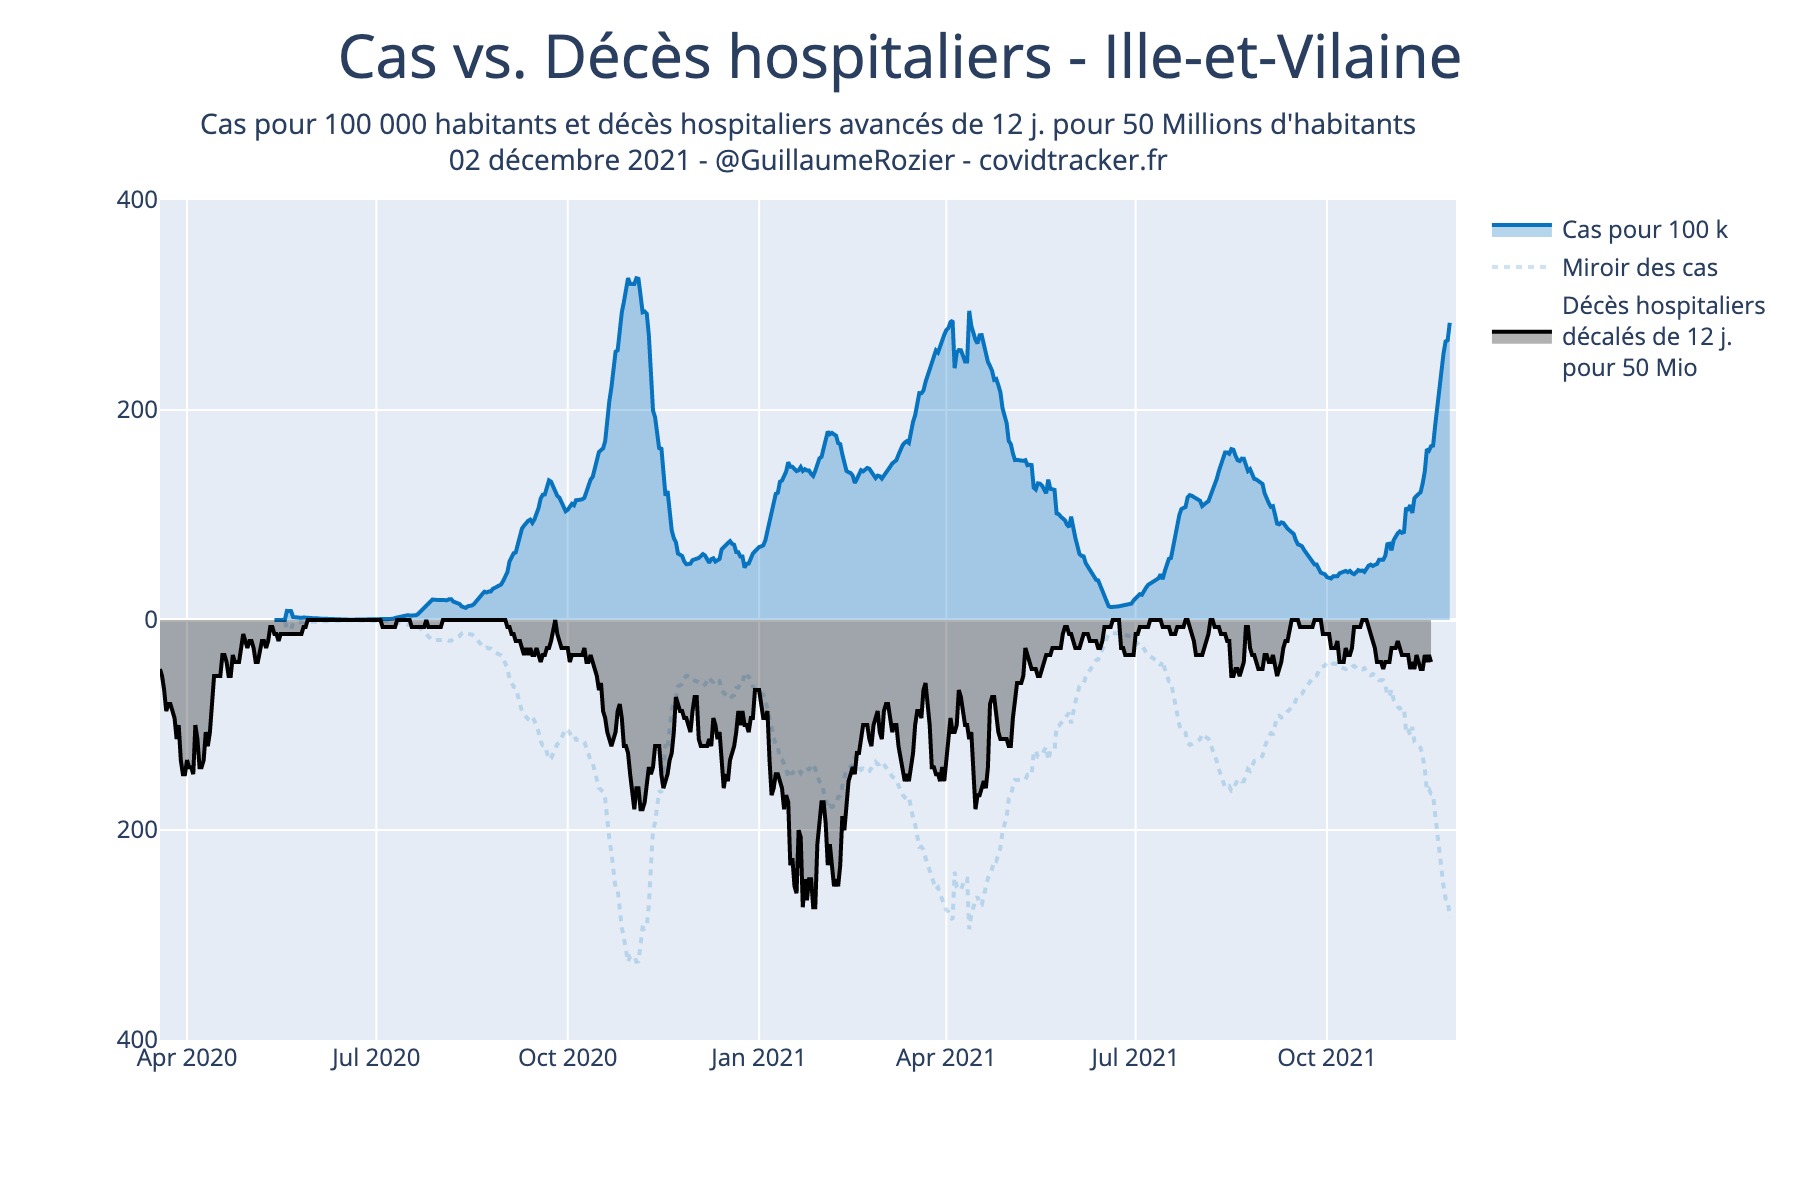 Cas vs. Décès hospitaliers - Ille-et-Vilaine
Cas pour 100 000 habitants et décès hospitaliers avancés de 12 j. pour 50 Millions d'habitants
02 décembre 2021 - @GuillaumeRozier - covidtracker.fr
400
200
0
200
400
Apr 2020
Jul 2020
Oct 2020
Jan 2021
Apr 2021
Jul 2021
Oct 2021
Cas pour 100 k
Miroir des cas
Décès hospitaliers
décalés de 12 j.
pour 50 Mio